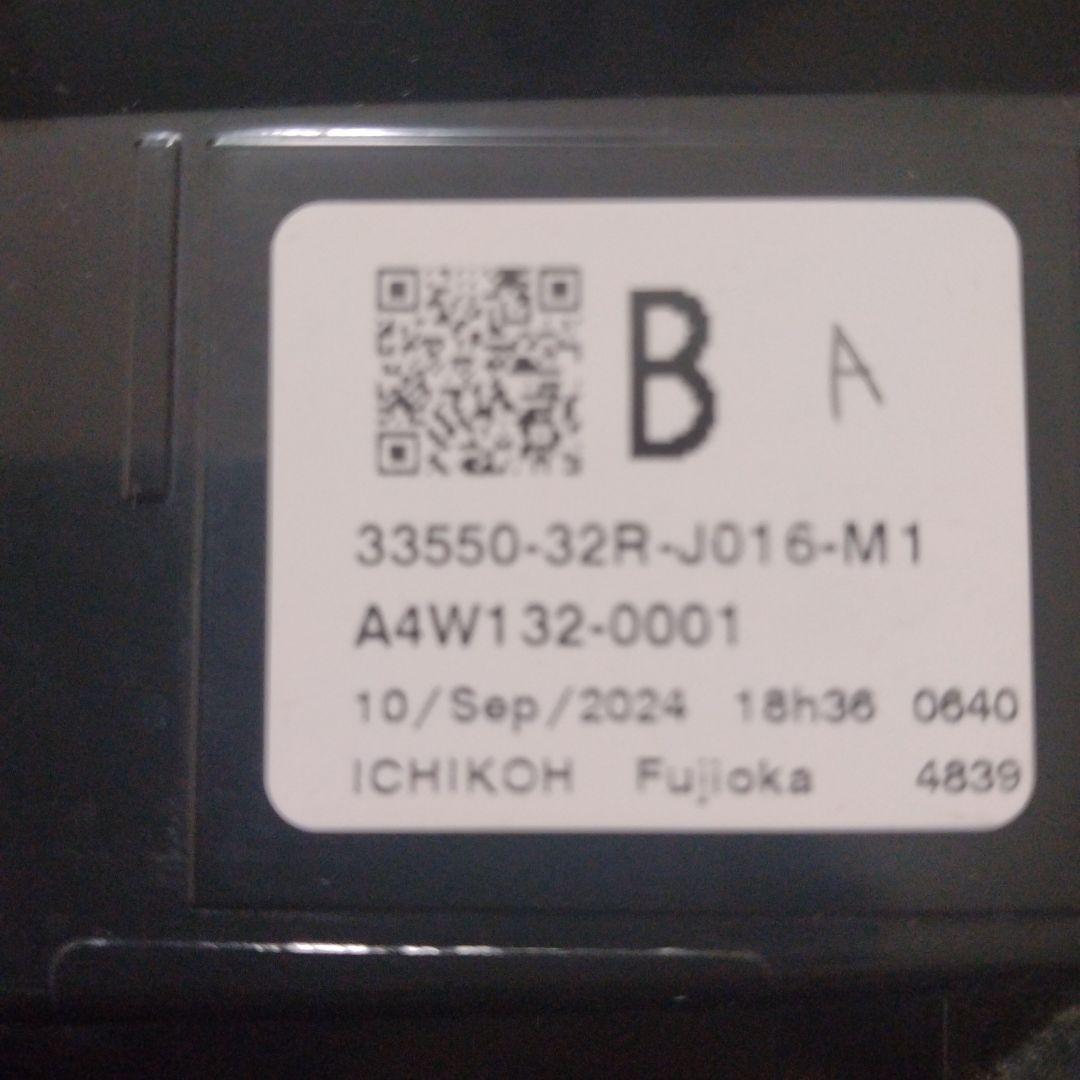 B A
33550-32R-J016-M1
A4W132-0001
10/Sep/2024 18h36 0640
ICHIKOH Fujioka 4839